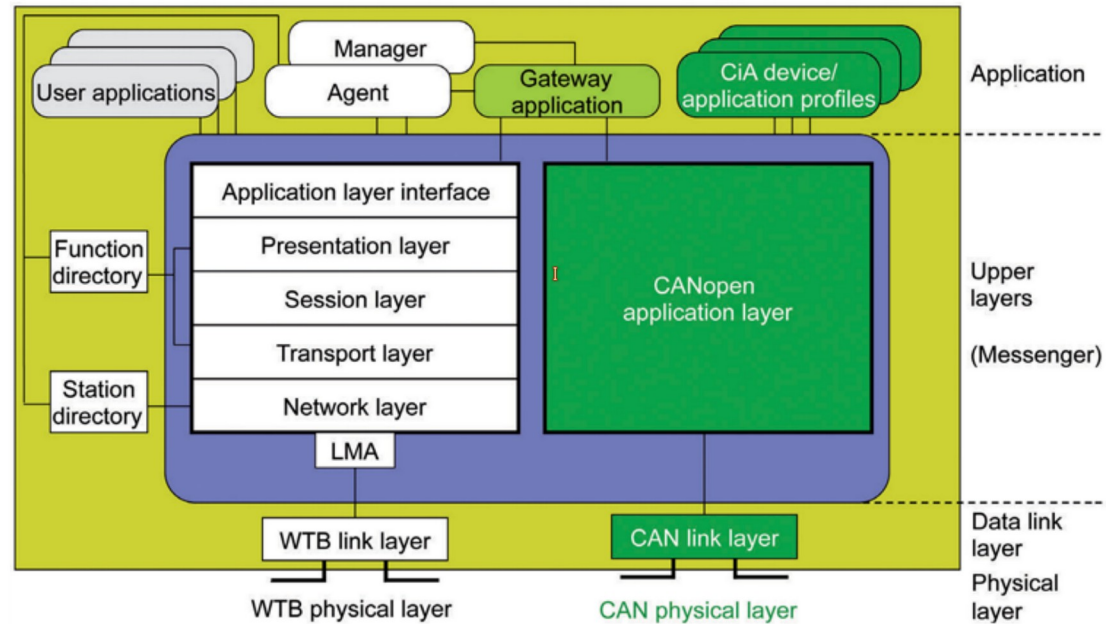 Manager
User applications
Agent
Gateway
application
CiA device/
application profiles
Application
Application layer interface
Presentation layer
Session layer
Transport layer
Network layer
LMA
Function
directory
Station
directory
CANopen
application layer
Upper
layers
(Messenger)
WTB link layer
CAN link layer
Data link
layer
WTB physical layer
CAN physical layer
Physical
layer